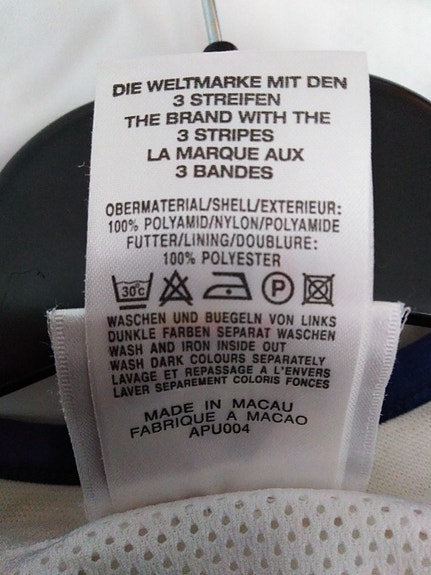 DIE WELTMARKE MIT DEN
3 STREIFEN
THE BRAND WITH THE
3 STRIPES
LA MARQUE AUX
3 BANDES
OBERMATERIAL/SHELL/EXTERIEUR:
100% POLYAMID/NYLON/POLYAMIDE
FUTTER/LINING/DOUBLURE:
100% POLYESTER
30°C P
WASCHEN UND BUEGELN VON LINKS
DUNKLE FARBEN SEPARAT WASCHEN
WASH AND IRON INSIDE OUT
WASH DARK COLOURS SEPARATELY
LAVAGE ET REPASSAGE A L'ENVERS
LAVER SEPAREMENT COLORIS FONCES
MADE IN MACAU
FABRIQUE A MACAO
APU004